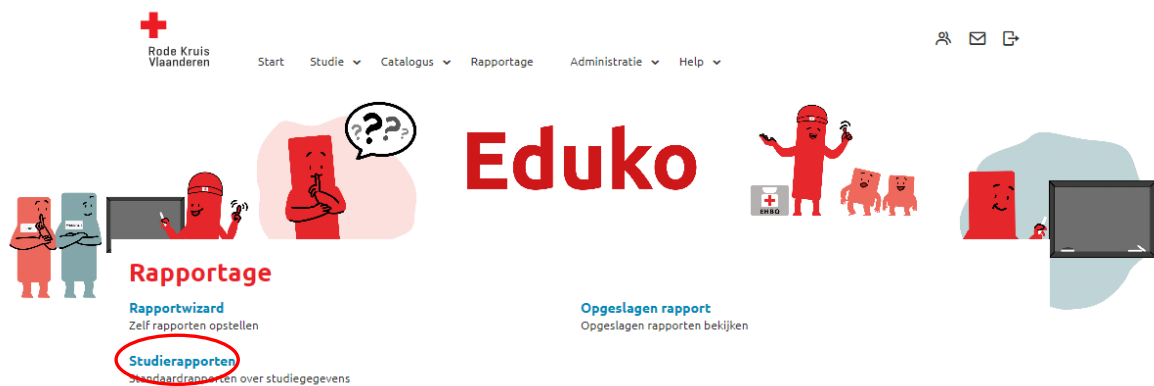 Rode Kruis
Vlaanderen
Start Studie Catalogus Rapportage Administratie Help
???
Eduko
EHBO
Rapportage
Rapportwizard
Zelf rapporten opstellen
Opgeslagen rapport
Opgeslagen rapporten bekijken
Studierapporten
Standaardrapporten over studiegegevens